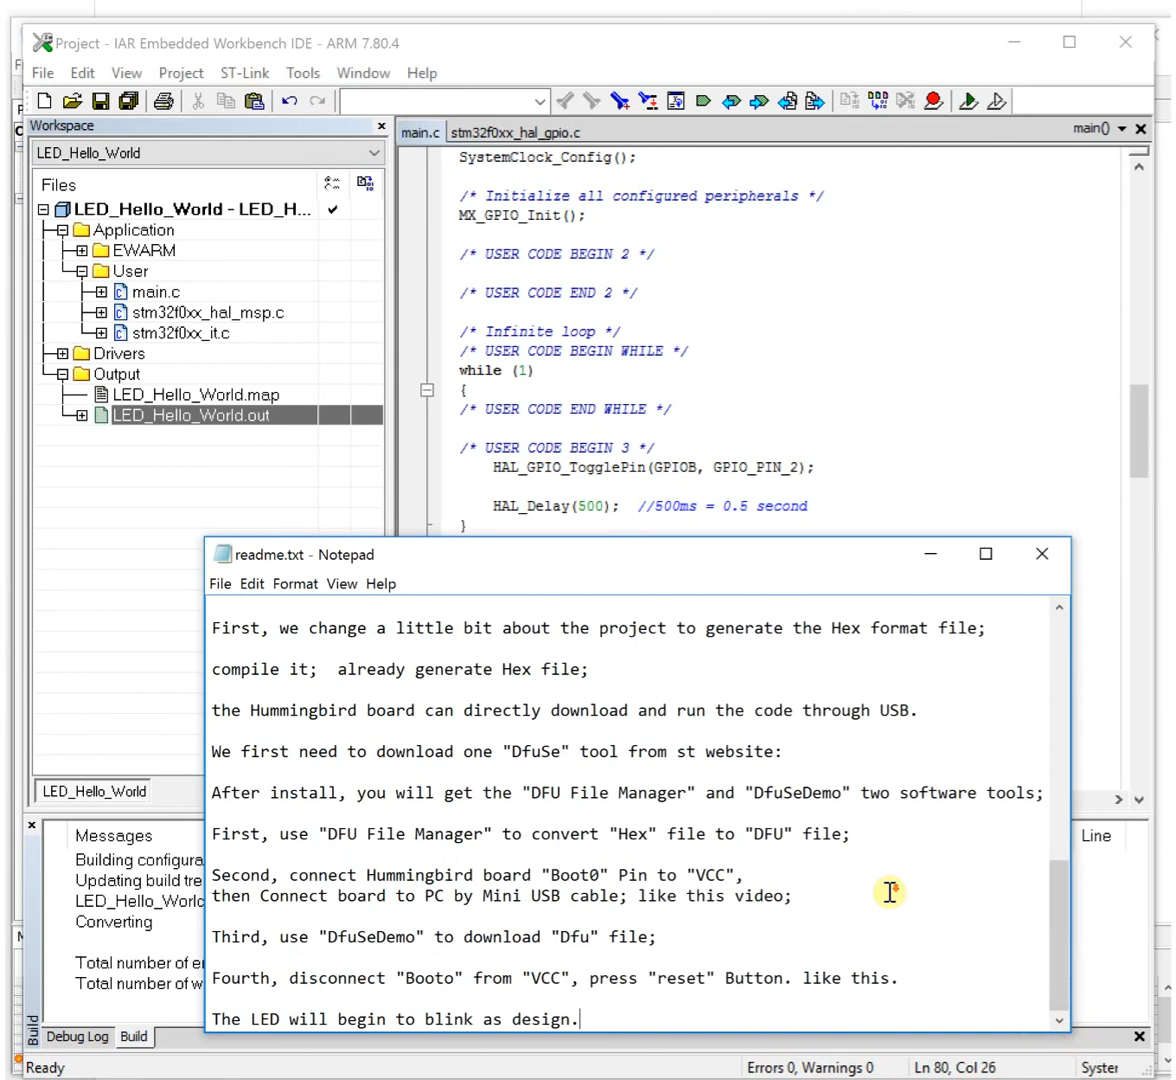 Project - IAR Embedded Workbench IDE - ARM 7.80.4
File Edit View Project ST-Link Tools Window Help
Workspace
LED_Hello_World
Files
LED_Hello_World - LED_H...
Application
EWARM
User
main.c
stm32f0xx_hal_msp.c
stm32f0xx_it.c
Drivers
Output
LED_Hello_World.map
LED_Hello_World.out
LED_Hello_World
main.c stm32f0xx_hal_gpio.c main()
SystemClock_Config();
/* Initialize all configured peripherals */
MX_GPIO_Init();
/* USER CODE BEGIN 2 */
/* USER CODE END 2 */
/* Infinite loop */
/* USER CODE BEGIN WHILE */
while (1)
{
/* USER CODE END WHILE */
/* USER CODE BEGIN 3 */
HAL_GPIO_TogglePin(GPIOB, GPIO_PIN_2);
HAL_Delay(500); //500ms = 0.5 second
}
readme.txt - Notepad
File Edit Format View Help
First, we change a little bit about the project to generate the Hex format file;
compile it; already generate Hex file;
the Hummingbird board can directly download and run the code through USB.
We first need to download one "DfuSe" tool from st website:
After install, you will get the "DFU File Manager" and "DfuSeDemo" two software tools;
First, use "DFU File Manager" to convert "Hex" file to "DFU" file;
Second, connect Hummingbird board "Boot0" Pin to "VCC",
then Connect board to PC by Mini USB cable; like this video;
Third, use "DfuSeDemo" to download "Dfu" file;
Fourth, disconnect "Booto" from "VCC", press "reset" Button. like this.
The LED will begin to blink as design.
Messages Line
Building configura
Updating build tre
LED_Hello_World
Converting
Total number of er
Total number of w
Build
Debug Log Build
Ready Errors 0, Warnings 0 Ln 80, Col 26 Syster